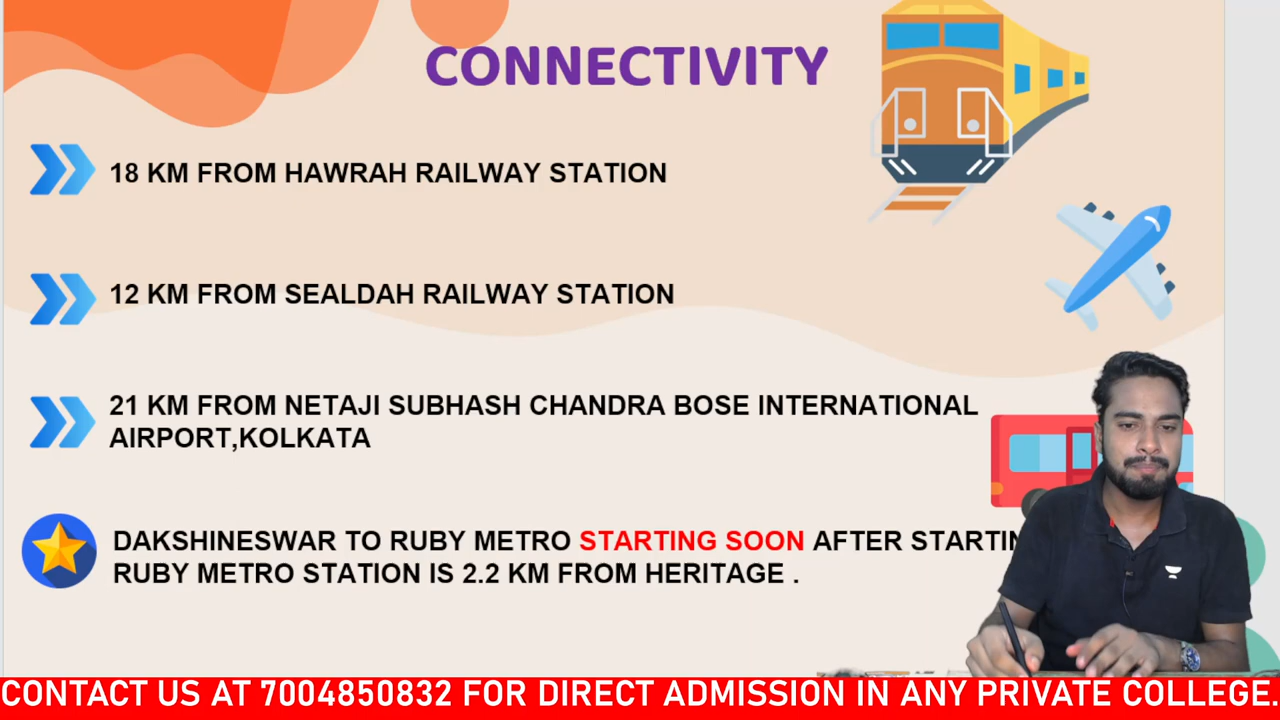 CONNECTIVITY
18 KM FROM HAWRAH RAILWAY STATION
12 KM FROM SEALDAH RAILWAY STATION
21 KM FROM NETAJI SUBHASH CHANDRA BOSE INTERNATIONAL
AIRPORT,KOLKATA
DAKSHINESWAR TO RUBY METRO STARTING SOON AFTER
RUBY METRO STATION IS 2.2 KM FROM HERITAGE .
CONTACT US AT 7004850832 FOR DIRECT ADMISSION IN ANY PRIVATE COLLEGE.